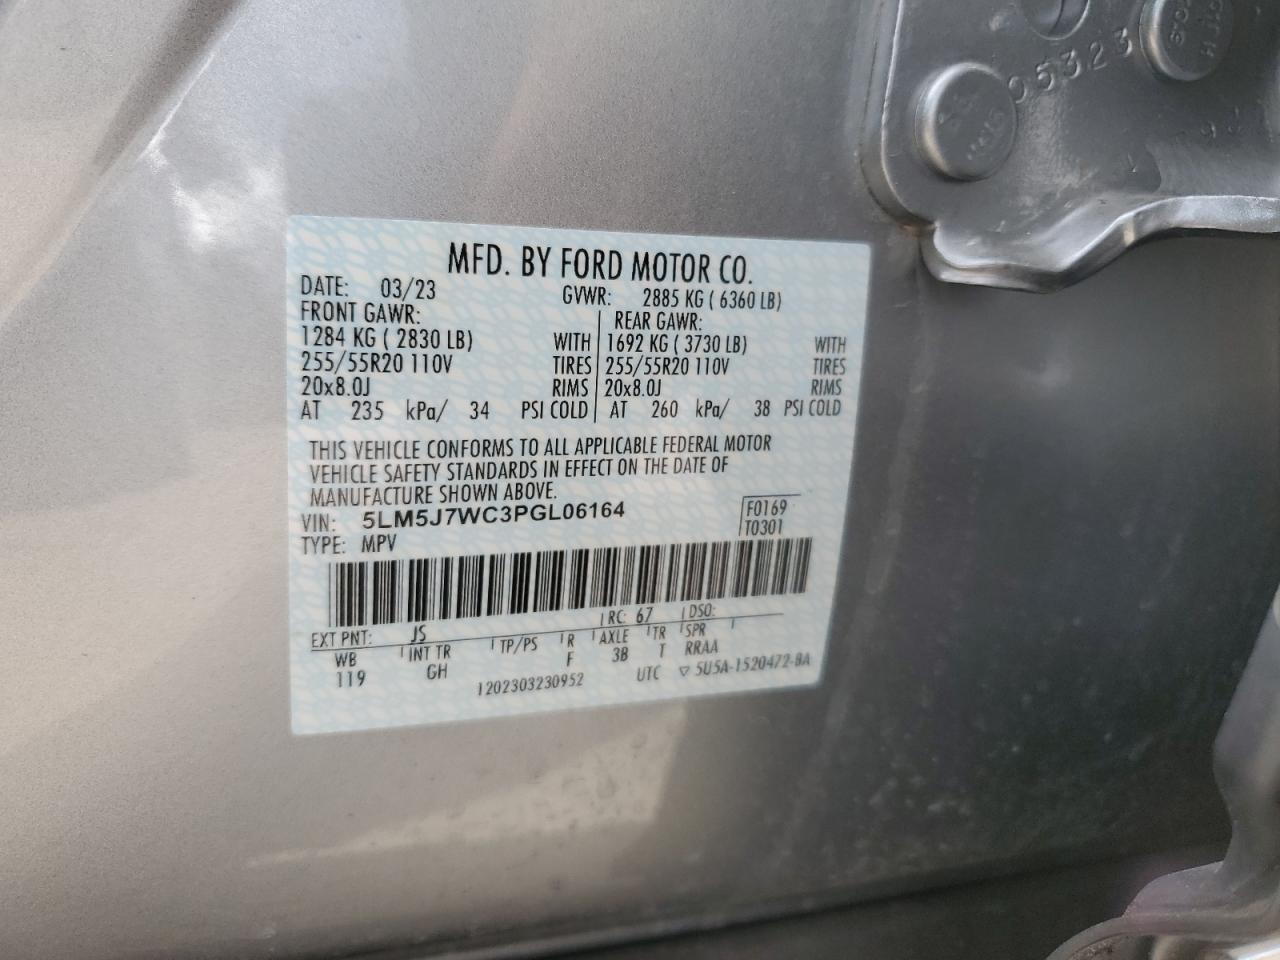 05323
MFD. BY FORD MOTOR CO.
DATE: 03/23 GVWR: 2885 KG ( 6360 LB)
FRONT GAWR: REAR GAWR:
1284 KG ( 2830 LB) WITH 1692 KG ( 3730 LB) WITH
255/55R20 110V TIRES 255/55R20 110V TIRES
20x8.0J RIMS 20x8.0J RIMS
AT 235 kPa/ 34 PSI COLD AT 260 kPa/ 38 PSI COLD
THIS VEHICLE CONFORMS TO ALL APPLICABLE FEDERAL MOTOR
VEHICLE SAFETY STANDARDS IN EFFECT ON THE DATE OF
MANUFACTURE SHOWN ABOVE.
VIN: 5LM5J7WC3PGL06164 F0169
TYPE: MPV T0301
RC: 67 DSO:
EXT PNT: JS
WB INT TR TP/PS R AXLE TR SPR
119 GH F 3B T RRAA
1202303230952 UTC ▽ 5U5A-1520472-BA